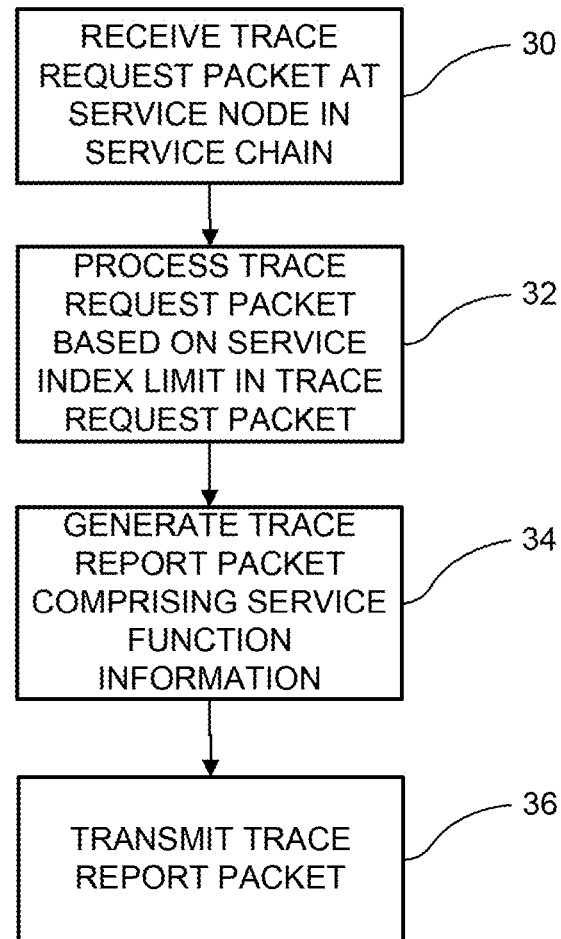 RECEIVE TRACE
REQUEST PACKET AT
SERVICE NODE IN
SERVICE CHAIN
30
PROCESS TRACE
REQUEST PACKET
BASED ON SERVICE
INDEX LIMIT IN TRACE
REQUEST PACKET
32
GENERATE TRACE
REPORT PACKET
COMPRISING SERVICE
FUNCTION
INFORMATION
34
TRANSMIT TRACE
REPORT PACKET
36